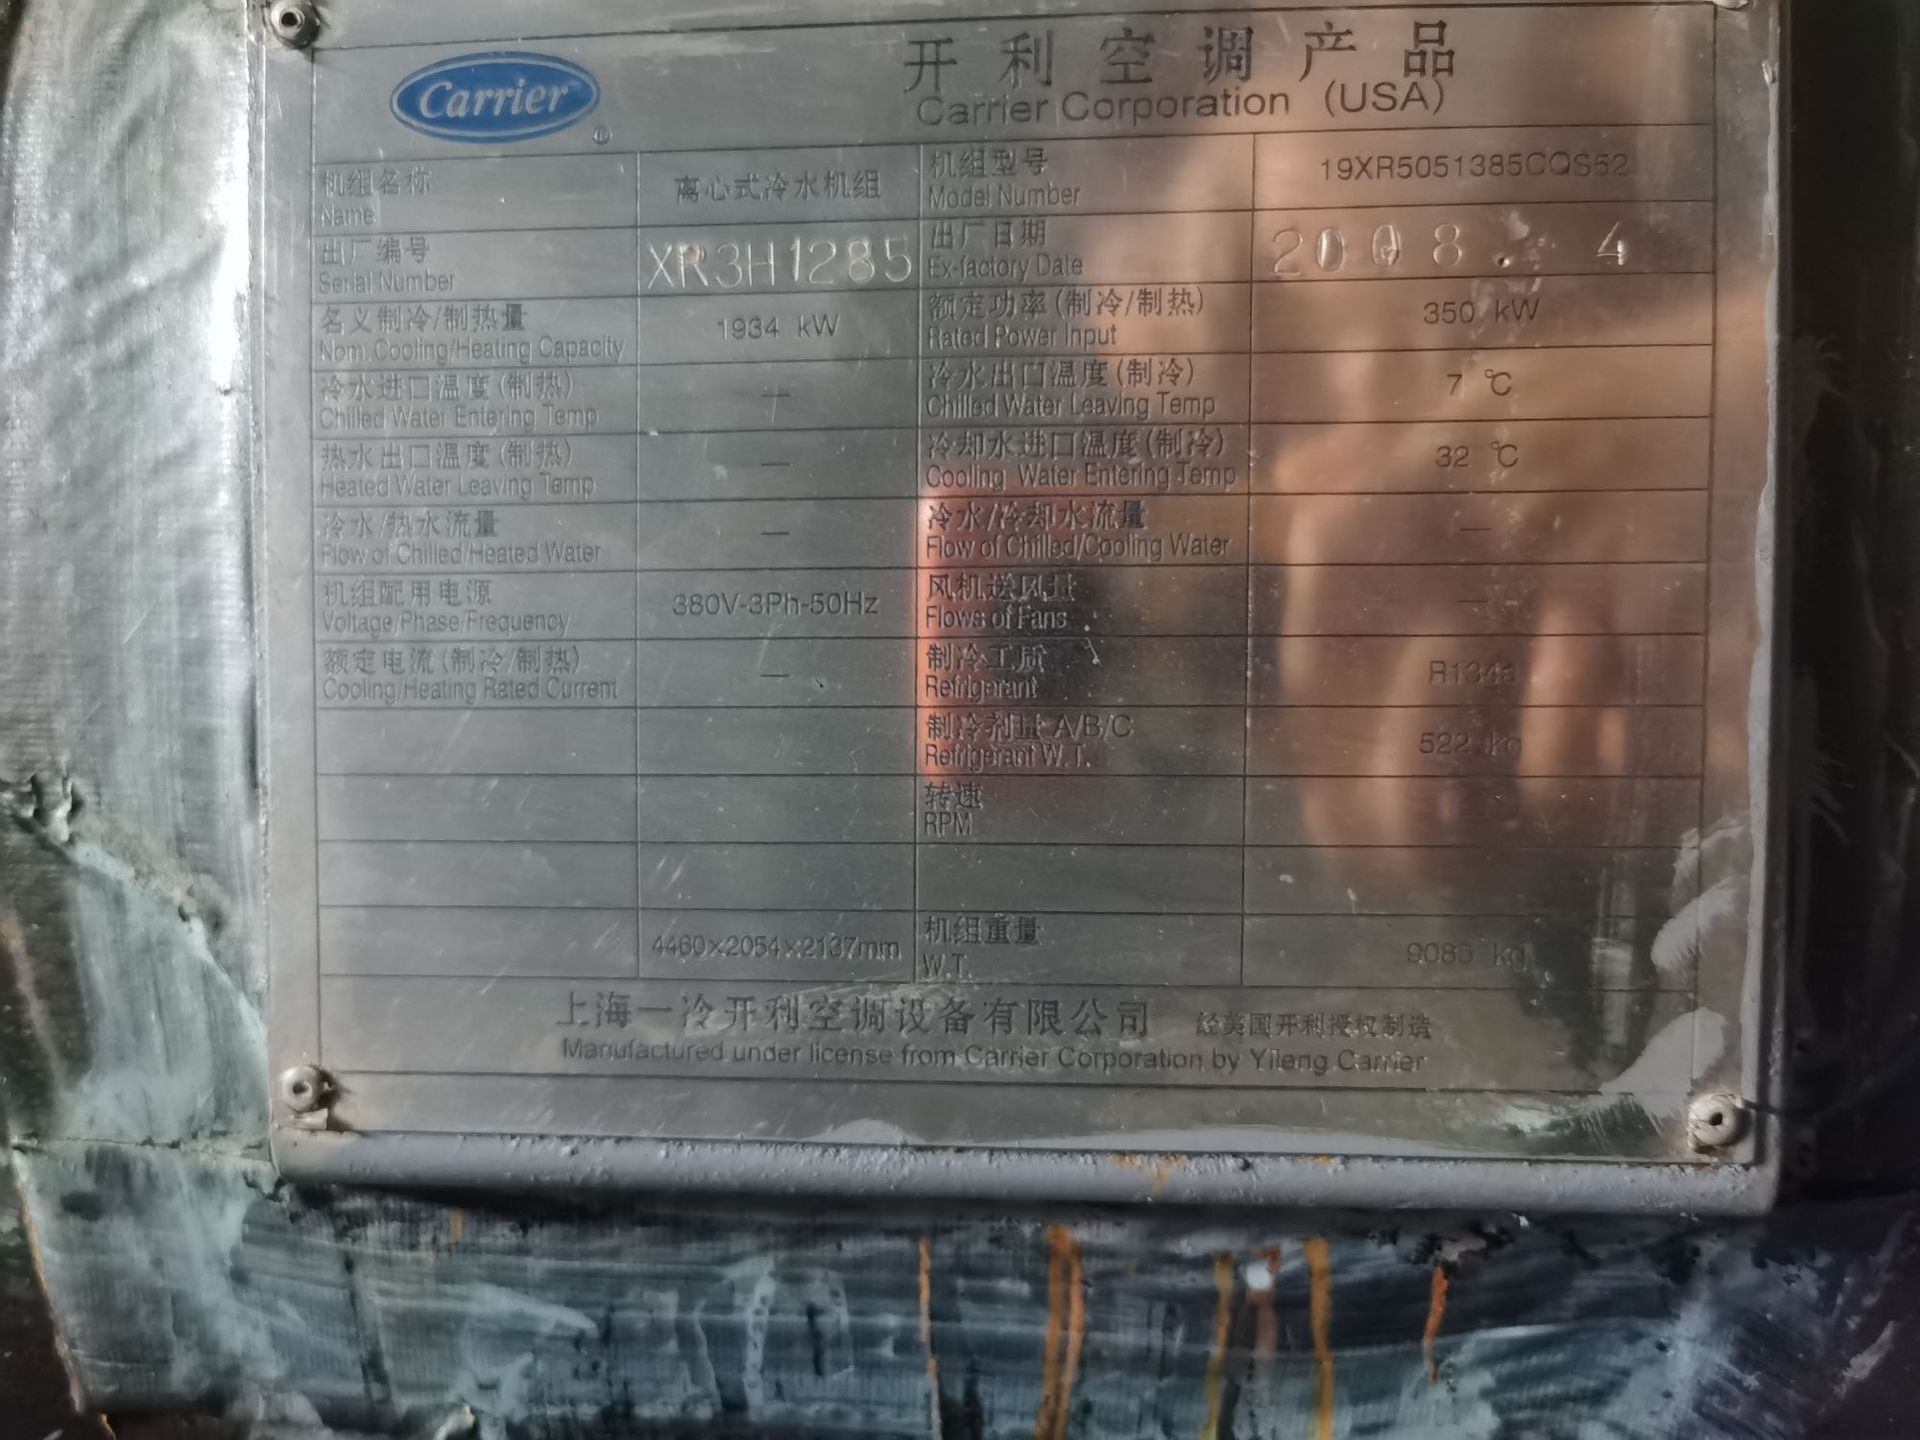 Carrier
®
开利空调产品
Carrier Corporation (USA)
机组名称
Name
离心式冷水机组
机组型号
Model Number
19XR5051385CQS52
出厂编号
Serial Number
XR3H1285
出厂日期
Ex-factory Date
2008. 4
名义制冷/制热量
Nom.Cooling/Heating Capacity
1934 kW
额定功率(制冷/制热)
Rated Power Input
350 kW
冷水进口温度(制热)
Chilled Water Entering Temp
—
冷水出口温度(制冷)
Chilled Water Leaving Temp
7 ℃
热水出口温度(制热)
Heated Water Leaving Temp
—
冷却水进口温度(制冷)
Cooling Water Entering Temp
32 ℃
冷水/热水流量
Flow of Chilled/Heated Water
—
冷水/冷却水流量
Flow of Chilled/Cooling Water
—
机组配用电源
Voltage/Phase/Frequency
380V-3Ph-50Hz
风机送风量
Flows of Fans
—
额定电流(制冷/制热)
Cooling/Heating Rated Current
—
制冷工质
Refrigerant
R134a
制冷剂量 A/B/C
Refrigerant W.T.
522 kg
转速
RPM
4460×2054×2137mm
机组重量
W.T.
kg
上海一冷开利空调设备有限公司 经美国开利授权制造
Manufactured under license from Carrier Corporation by Yileng Carrier